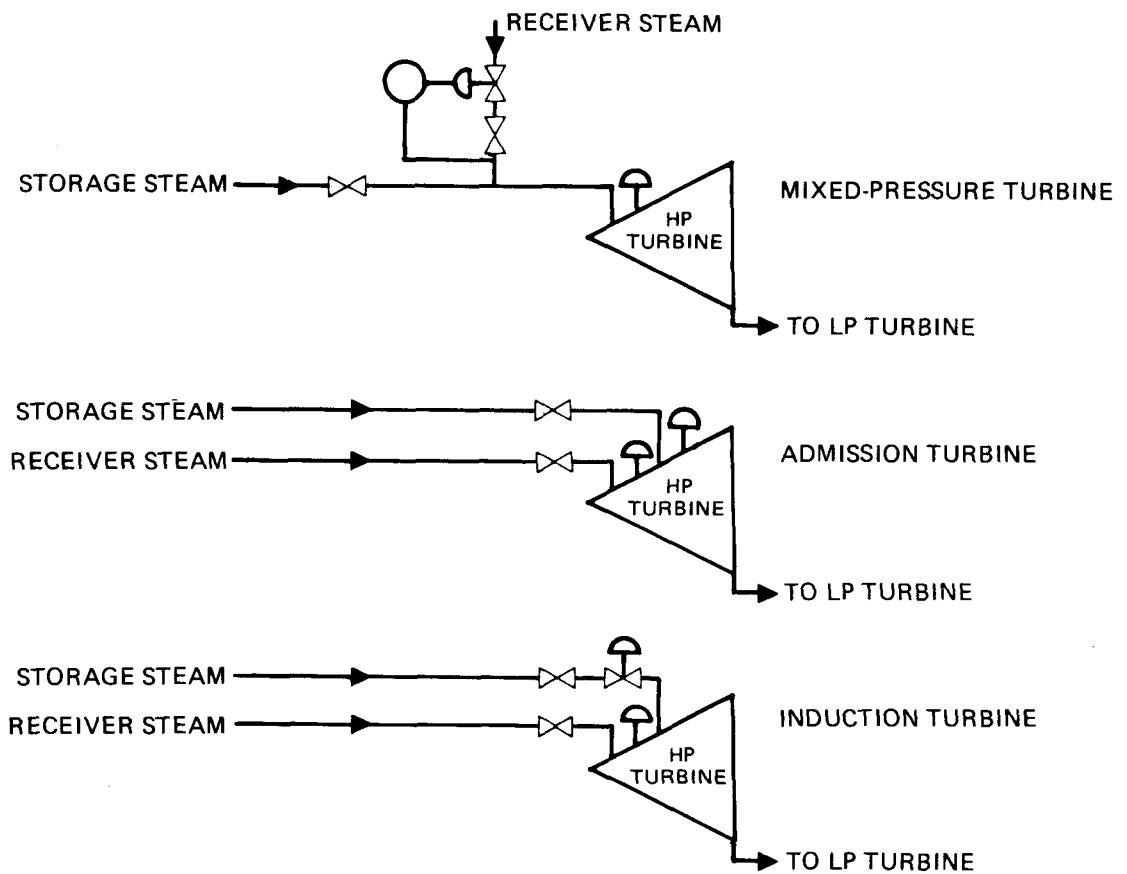 RECEIVER STEAM
STORAGE STEAM
HP
TURBINE
MIXED-PRESSURE TURBINE
TO LP TURBINE
STORAGE STEAM
RECEIVER STEAM
HP
TURBINE
ADMISSION TURBINE
TO LP TURBINE
STORAGE STEAM
RECEIVER STEAM
HP
TURBINE
INDUCTION TURBINE
TO LP TURBINE